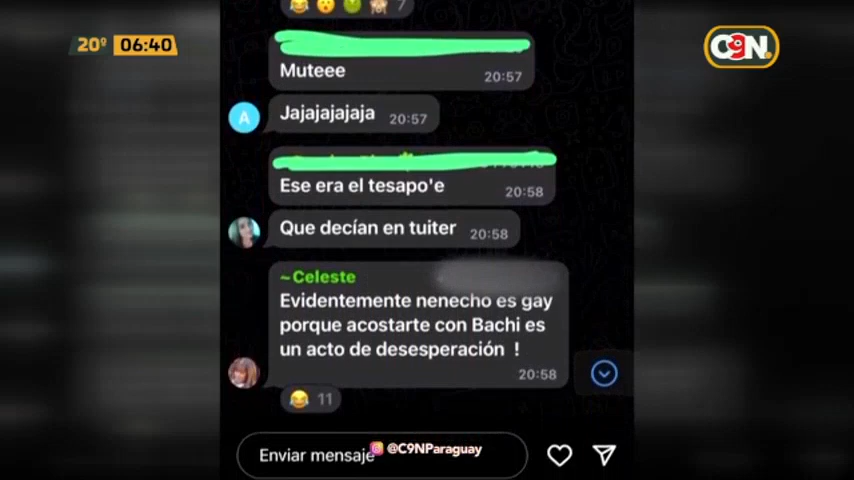 20º 06:40
C9N.
7
Muteee
20:57
A
Jajajajajaja
20:57
Ese era el tesapo'e
20:58
Que decían en tuiter
20:58
~Celeste
Evidentemente nenecho es gay
porque acostarte con Bachi es
un acto de desesperación !
20:58
11
Enviar mensaje
@C9NParaguay